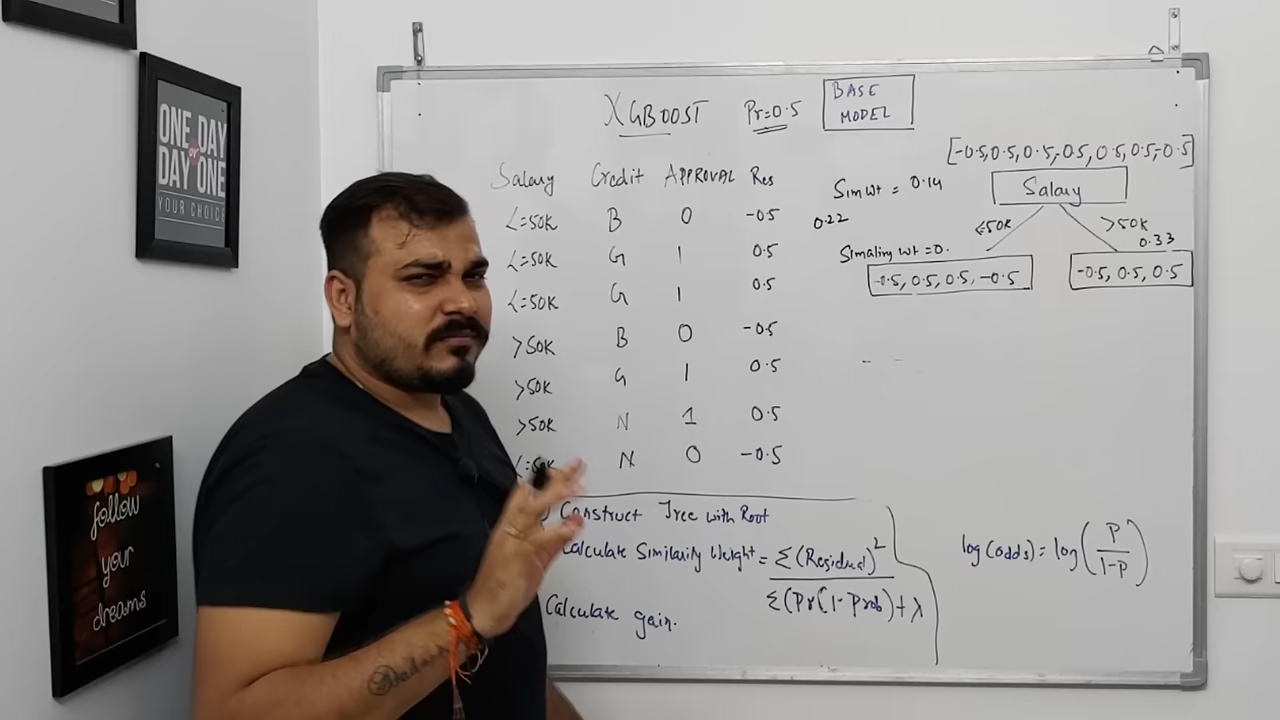 ONE DAY
or
DAY ONE
YOUR CHOICE
follow
your
dreams
XGBOOST Pr=0.5 BASE
MODEL
[-0.5,0.5,0.5,-0.5,0.5,0.5,-0.5]
Salary
Salary Credit APPROVAL Res
<=50K B 0 -0.5
<=50K G 1 0.5
<=50K G 1 0.5
>50K B 0 -0.5
>50K G 1 0.5
>50K N 1 0.5
<=50K N 0 -0.5
Sim Wt = 0.14
0.22
≤50K >50K
0.33
Similarity Wt = 0.
-0.5, 0.5, 0.5, -0.5
-0.5, 0.5, 0.5
Construct Tree with Root
Calculate Similarity Weight = Σ(Residual)²
Σ(Pr(1-Prob)+λ
Calculate gain.
log(odds) = log(P
1-P)